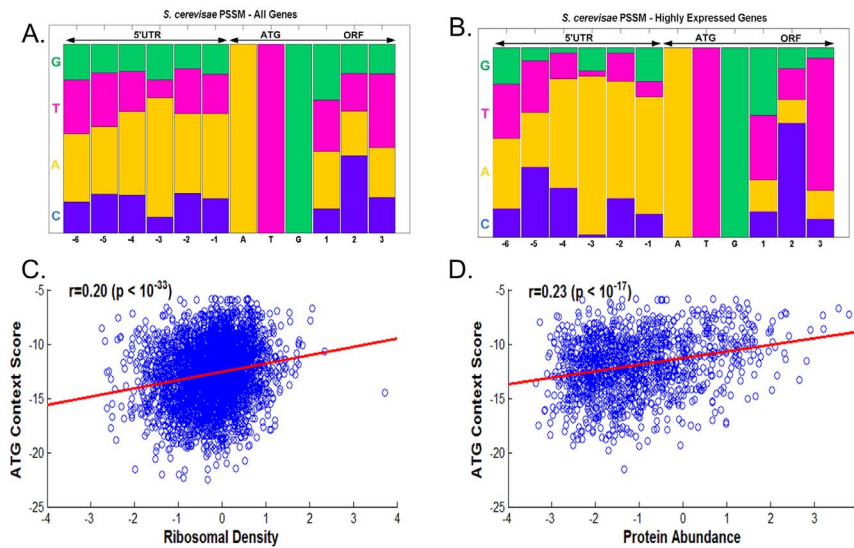 A.
S. cerevisae PSSM - All Genes
5'UTR ATG ORF
G
T
A
C
-6 -5 -4 -3 -2 -1 A T G 1 2 3
B.
S. cerevisae PSSM - Highly Expressed Genes
5'UTR ATG ORF
G
T
A
C
-6 -5 -4 -3 -2 -1 A T G 1 2 3
C.
r=0.20 (p < 10^-33)
ATG Context Score
-5
-10
-15
-20
-25
-4 -3 -2 -1 0 1 2 3 4
Ribosomal Density
D.
r=0.23 (p < 10^-17)
ATG Context Score
-5
-10
-15
-20
-25
-4 -3 -2 -1 0 1 2 3
Protein Abundance